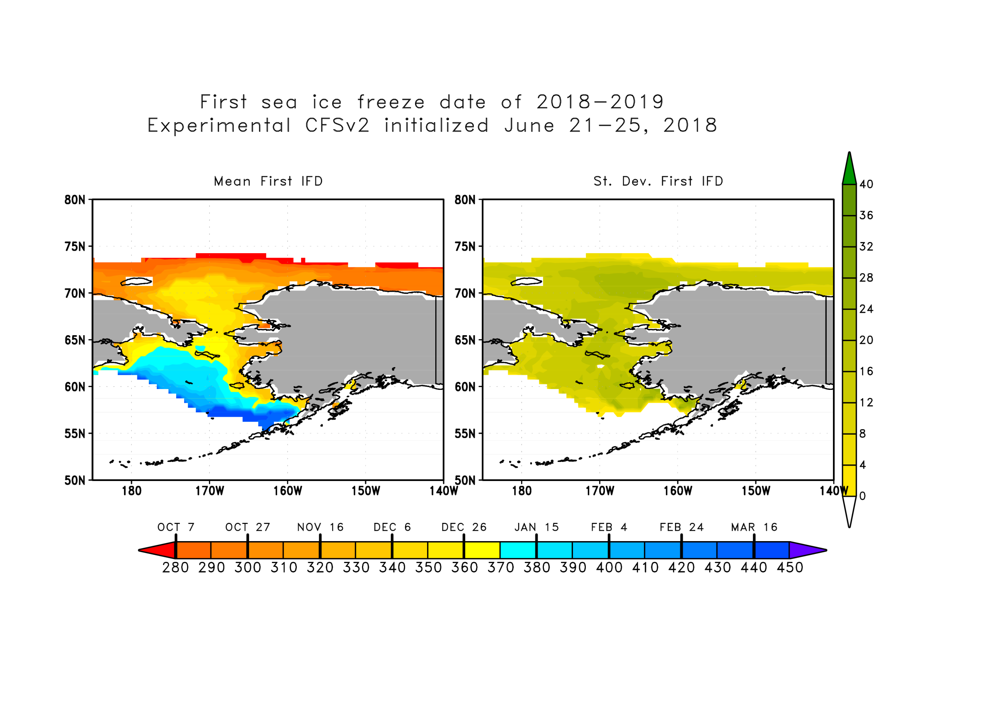 First sea ice freeze date of 2018-2019
Experimental CFSv2 initialized June 21-25, 2018
Mean First IFD
St. Dev. First IFD
80N
75N
70N
65N
60N
55N
50N
180 170W 160W 150W 140W
80N
75N
70N
65N
60N
55N
50N
180 170W 160W 150W 140W
40
36
32
28
24
20
16
12
8
4
0
OCT 7 OCT 27 NOV 16 DEC 6 DEC 26 JAN 15 FEB 4 FEB 24 MAR 16
280 290 300 310 320 330 340 350 360 370 380 390 400 410 420 430 440 450